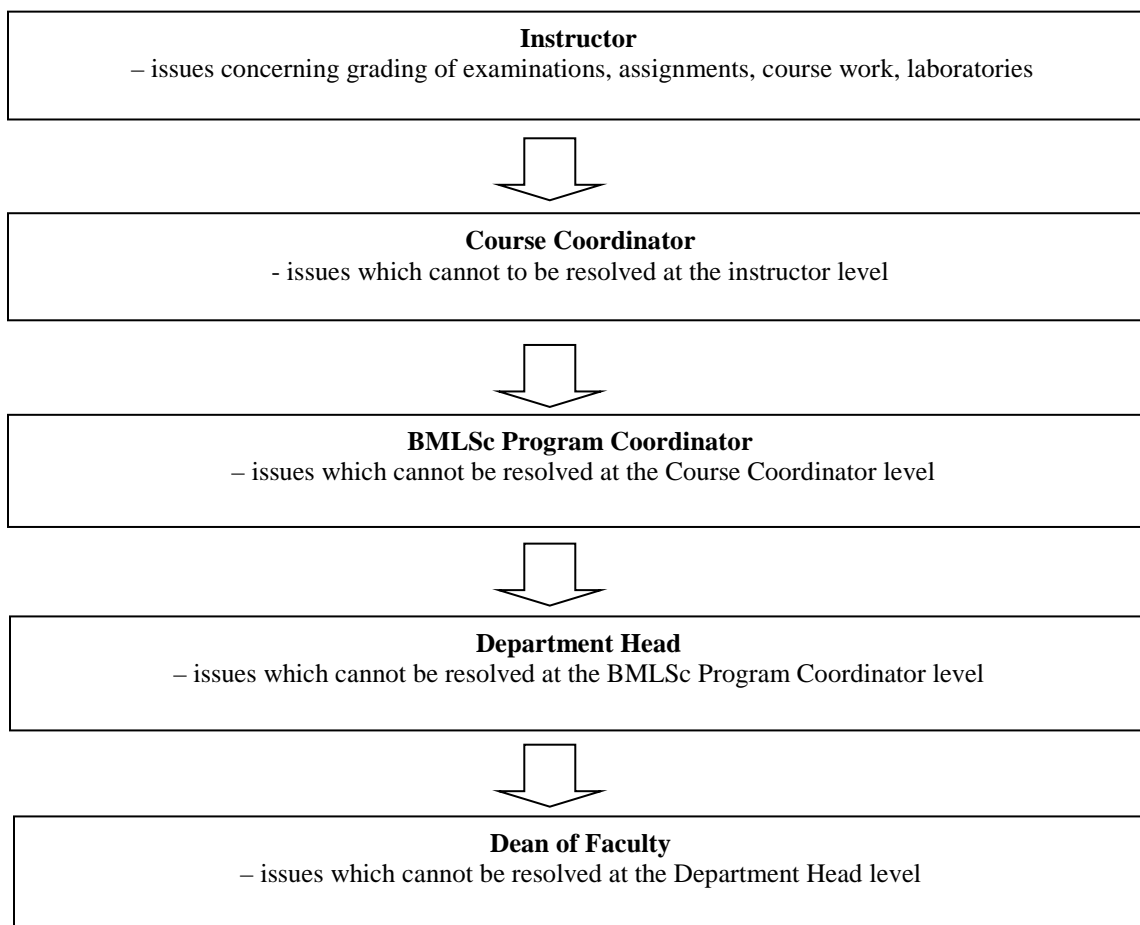 Instructor
– issues concerning grading of examinations, assignments, course work, laboratories
Course Coordinator
- issues which cannot to be resolved at the instructor level
BMLSc Program Coordinator
– issues which cannot be resolved at the Course Coordinator level
Department Head
– issues which cannot be resolved at the BMLSc Program Coordinator level
Dean of Faculty
– issues which cannot be resolved at the Department Head level